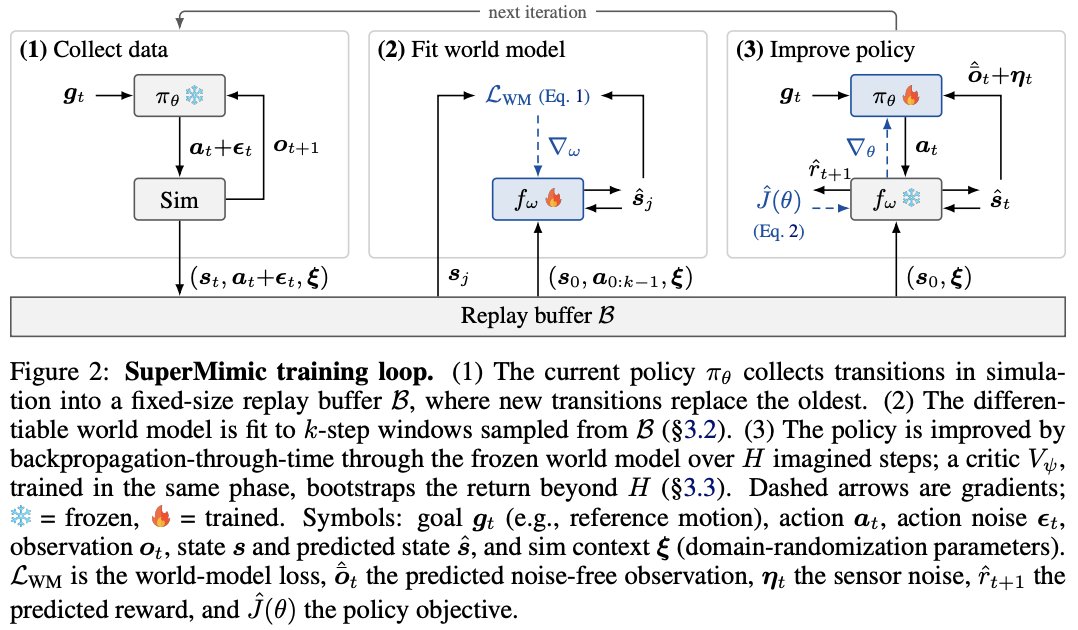 next iteration
(1) Collect data
g_t
π_θ
a_t+ϵ_t
o_{t+1}
Sim
(s_t, a_t+ϵ_t, ξ)
(2) Fit world model
ℒ_WM (Eq. 1)
∇_ω
f_ω
ŝ_j
s_j
(s_0, a_{0:k−1}, ξ)
(3) Improve policy
g_t
π_θ
ō̂_t+η_t
∇_θ
a_t
r̂_{t+1}
Ĵ(θ)
(Eq. 2)
f_ω
ŝ_t
(s_0, ξ)
Replay buffer ℬ
Figure 2: SuperMimic training loop. (1) The current policy π_θ collects transitions in simula-
tion into a fixed-size replay buffer ℬ, where new transitions replace the oldest. (2) The differen-
tiable world model is fit to k-step windows sampled from ℬ (§3.2). (3) The policy is improved by
backpropagation-through-time through the frozen world model over H imagined steps; a critic V_ψ,
trained in the same phase, bootstraps the return beyond H (§3.3). Dashed arrows are gradients;
❄️ = frozen, 🔥 = trained. Symbols: goal g_t (e.g., reference motion), action a_t, action noise ϵ_t,
observation o_t, state s and predicted state ŝ, and sim context ξ (domain-randomization parameters).
ℒ_WM is the world-model loss, ō̂_t the predicted noise-free observation, η_t the sensor noise, r̂_{t+1} the
predicted reward, and Ĵ(θ) the policy objective.